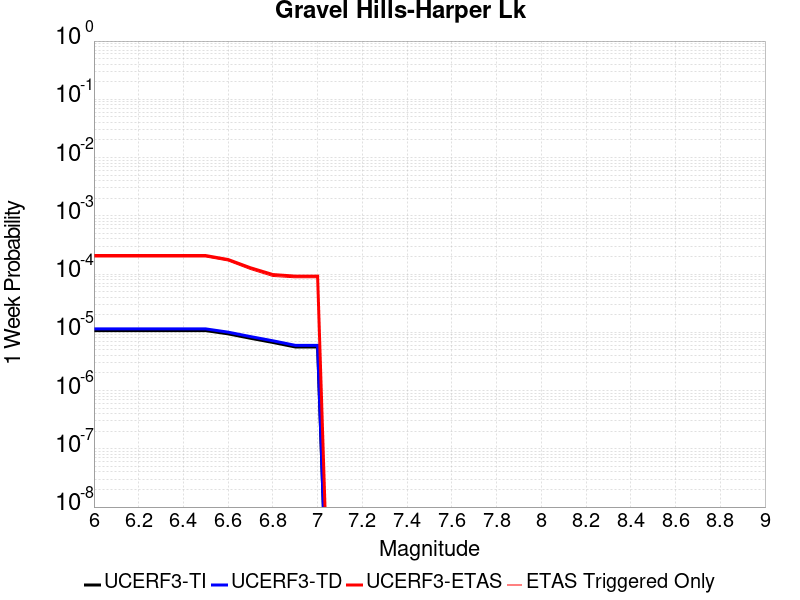 Gravel Hills-Harper Lk
10^0
10^-1
10^-2
10^-3
10^-4
10^-5
10^-6
10^-7
10^-8
1 Week Probability
6 6.2 6.4 6.6 6.8 7 7.2 7.4 7.6 7.8 8 8.2 8.4 8.6 8.8 9
Magnitude
UCERF3-TI UCERF3-TD UCERF3-ETAS ETAS Triggered Only